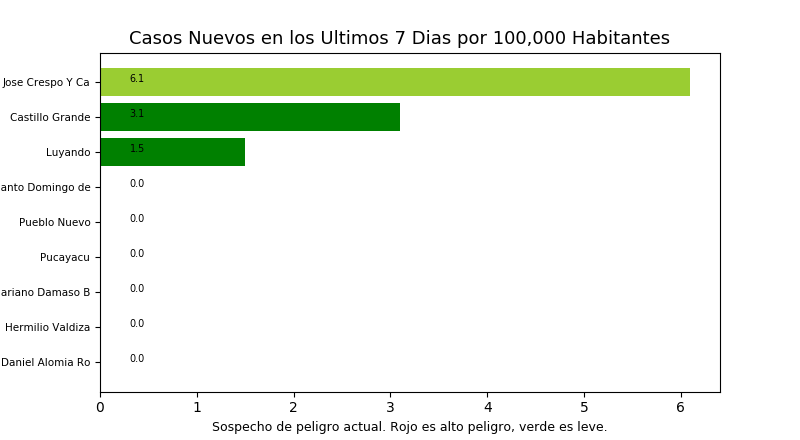 Casos Nuevos en los Ultimos 7 Dias por 100,000 Habitantes
Jose Crespo Y Ca 6.1
Castillo Grande 3.1
Luyando 1.5
anto Domingo de 0.0
Pueblo Nuevo 0.0
Pucayacu 0.0
ariano Damaso B 0.0
Hermilio Valdiza 0.0
Daniel Alomia Ro 0.0
0 1 2 3 4 5 6
Sospecho de peligro actual. Rojo es alto peligro, verde es leve.